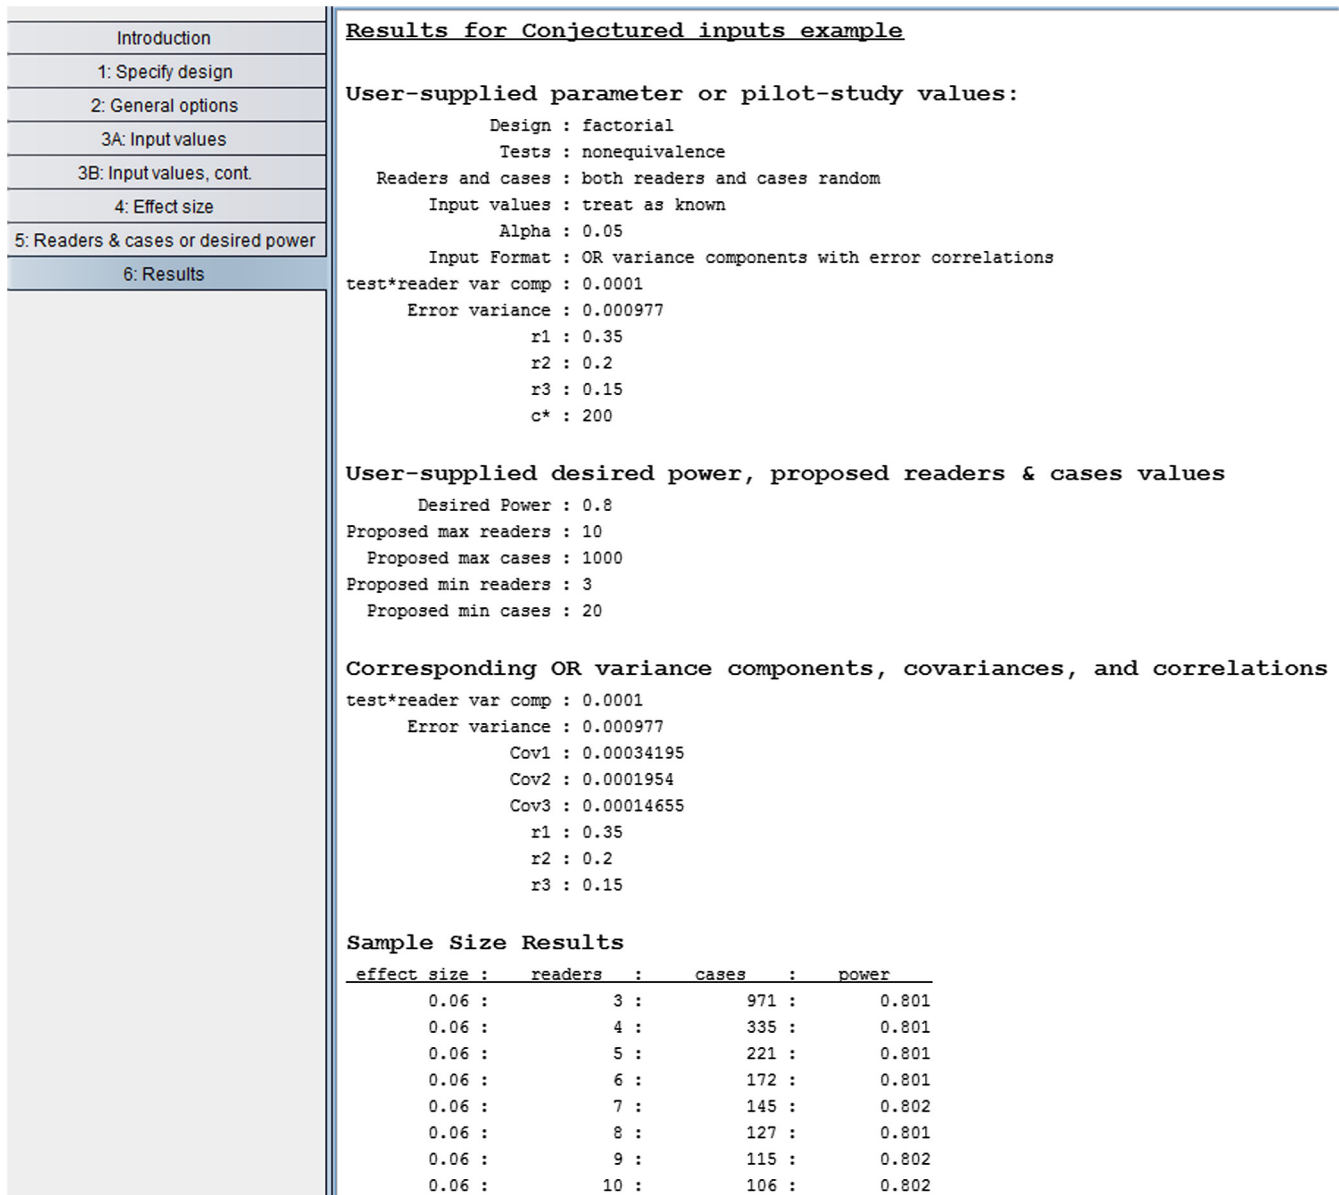 Introduction
1: Specify design
2: General options
3A: Input values
3B: Input values, cont.
4: Effect size
5: Readers & cases or desired power
6: Results
Results for Conjectured inputs example
User-supplied parameter or pilot-study values:
Design : factorial
Tests : nonequivalence
Readers and cases : both readers and cases random
Input values : treat as known
Alpha : 0.05
Input Format : OR variance components with error correlations
test*reader var comp : 0.0001
Error variance : 0.000977
r1 : 0.35
r2 : 0.2
r3 : 0.15
c* : 200
User-supplied desired power, proposed readers & cases values
Desired Power : 0.8
Proposed max readers : 10
Proposed max cases : 1000
Proposed min readers : 3
Proposed min cases : 20
Corresponding OR variance components, covariances, and correlations
test*reader var comp : 0.0001
Error variance : 0.000977
Cov1 : 0.00034195
Cov2 : 0.0001954
Cov3 : 0.00014655
r1 : 0.35
r2 : 0.2
r3 : 0.15
Sample Size Results
effect size : readers : cases : power
0.06 : 3 : 971 : 0.801
0.06 : 4 : 335 : 0.801
0.06 : 5 : 221 : 0.801
0.06 : 6 : 172 : 0.801
0.06 : 7 : 145 : 0.802
0.06 : 8 : 127 : 0.801
0.06 : 9 : 115 : 0.802
0.06 : 10 : 106 : 0.802